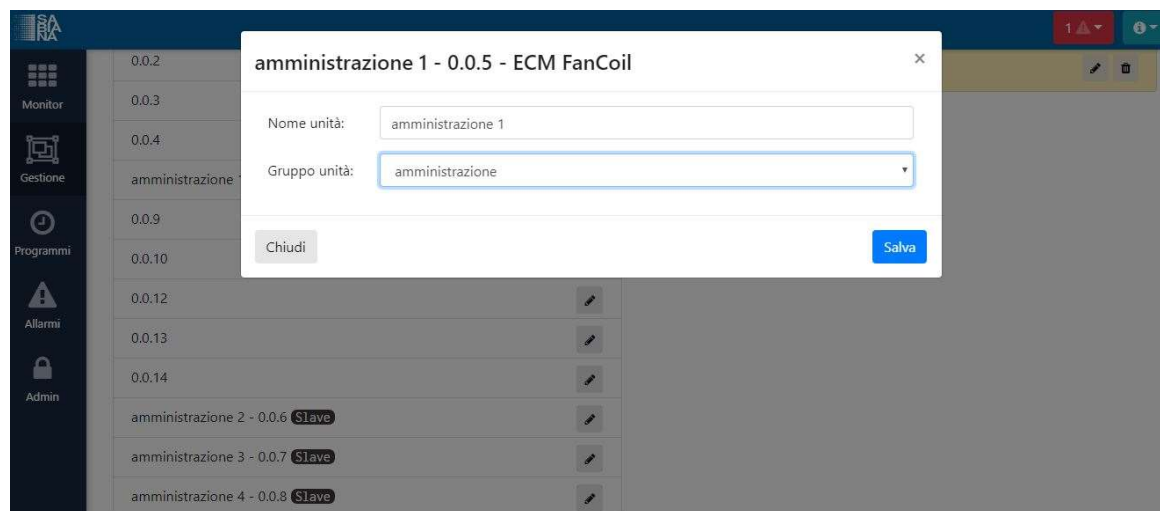 SABIANA
1
Monitor
Gestione
Programmi
Allarmi
Admin
0.0.2
0.0.3
0.0.4
amministrazione 1
0.0.9
0.0.10
0.0.12
0.0.13
0.0.14
amministrazione 2 - 0.0.6 Slave
amministrazione 3 - 0.0.7 Slave
amministrazione 4 - 0.0.8 Slave
amministrazione 1 - 0.0.5 - ECM FanCoil
×
Nome unità: amministrazione 1
Gruppo unità: amministrazione
Chiudi
Salva